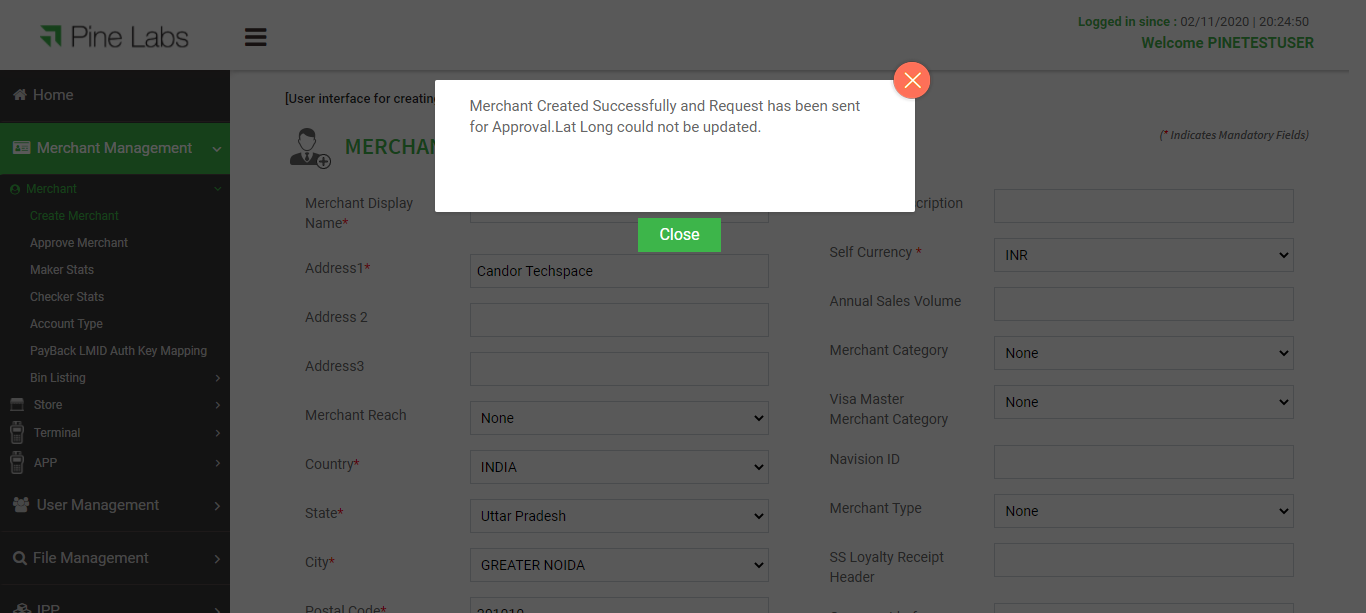 Pine Labs
Logged in since : 02/11/2020 | 20:24:50
Welcome PINETESTUSER
Home
Merchant Management
Merchant
Create Merchant
Approve Merchant
Maker Stats
Checker Stats
Account Type
PayBack LMID Auth Key Mapping
Bin Listing
Store
Terminal
APP
User Management
File Management
IPP
[User interface for creatin
MERCHAN
(* Indicates Mandatory Fields)
Merchant Created Successfully and Request has been sent
for Approval.Lat Long could not be updated.
Close
Merchant Display
Name*
Address1*
Candor Techspace
Address 2
Address3
Merchant Reach
None
Country*
INDIA
State*
Uttar Pradesh
City*
GREATER NOIDA
Postal Code*
cription
Self Currency *
INR
Annual Sales Volume
Merchant Category
None
Visa Master
Merchant Category
None
Navision ID
Merchant Type
None
SS Loyalty Receipt
Header